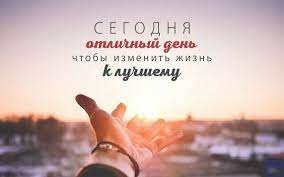 СЕГОДНЯ
отличный день
чтобы изменить жизнь
к лучшему